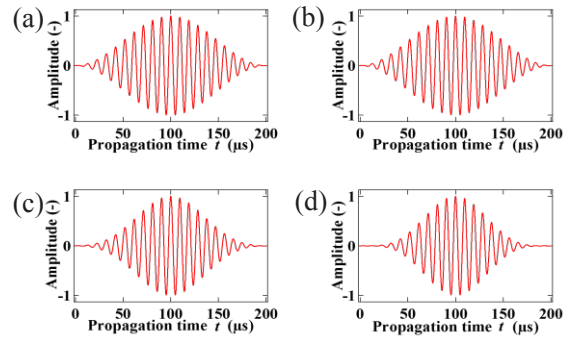 (a)
Amplitude (-)
1
0
-1
0 50 100 150 200
Propagation time t (μs)
(b)
Amplitude (-)
1
0
-1
0 50 100 150 200
Propagation time t (μs)
(c)
Amplitude (-)
1
0
-1
0 50 100 150 200
Propagation time t (μs)
(d)
Amplitude (-)
1
0
-1
0 50 100 150 200
Propagation time t (μs)